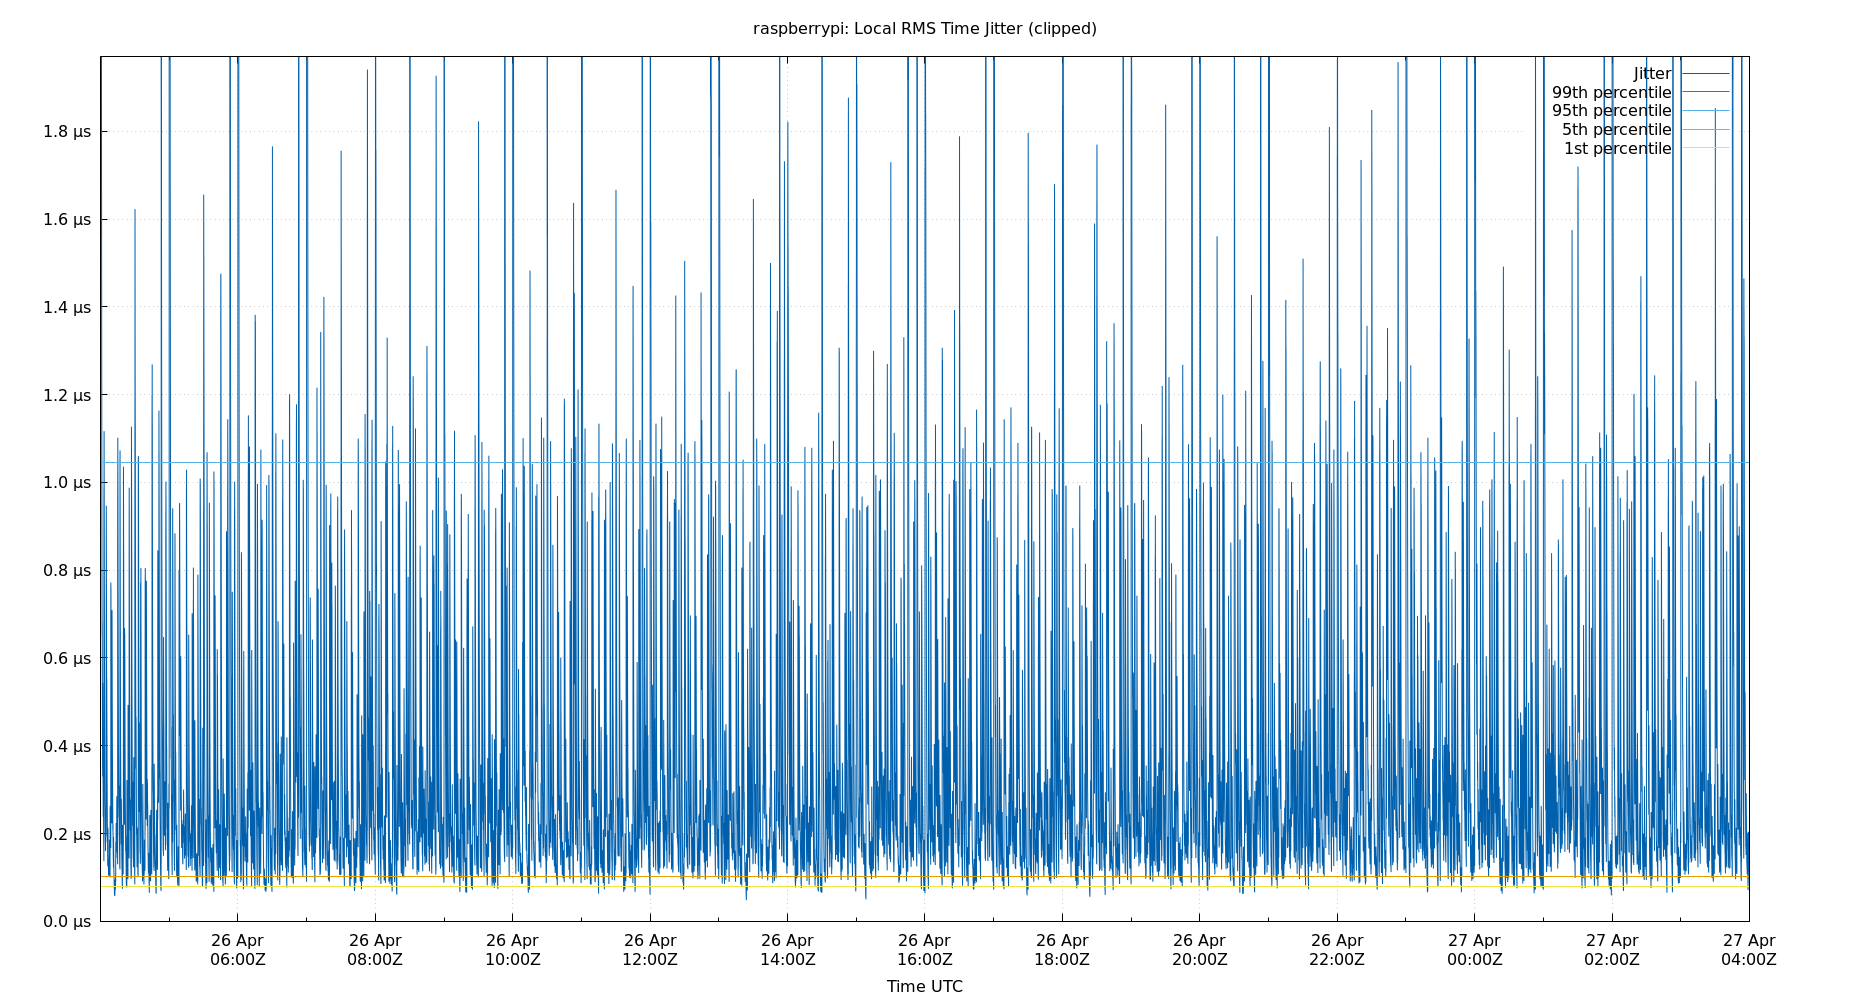 raspberrypi: Local RMS Time Jitter (clipped)
Jitter
99th percentile
95th percentile
5th percentile
1st percentile
1.8 μs
1.6 μs
1.4 μs
1.2 μs
1.0 μs
0.8 μs
0.6 μs
0.4 μs
0.2 μs
0.0 μs
26 Apr 26 Apr 26 Apr 26 Apr 26 Apr 26 Apr 26 Apr 26 Apr 26 Apr 27 Apr 27 Apr 27 Apr
06:00Z 08:00Z 10:00Z 12:00Z 14:00Z 16:00Z 18:00Z 20:00Z 22:00Z 00:00Z 02:00Z 04:00Z
Time UTC